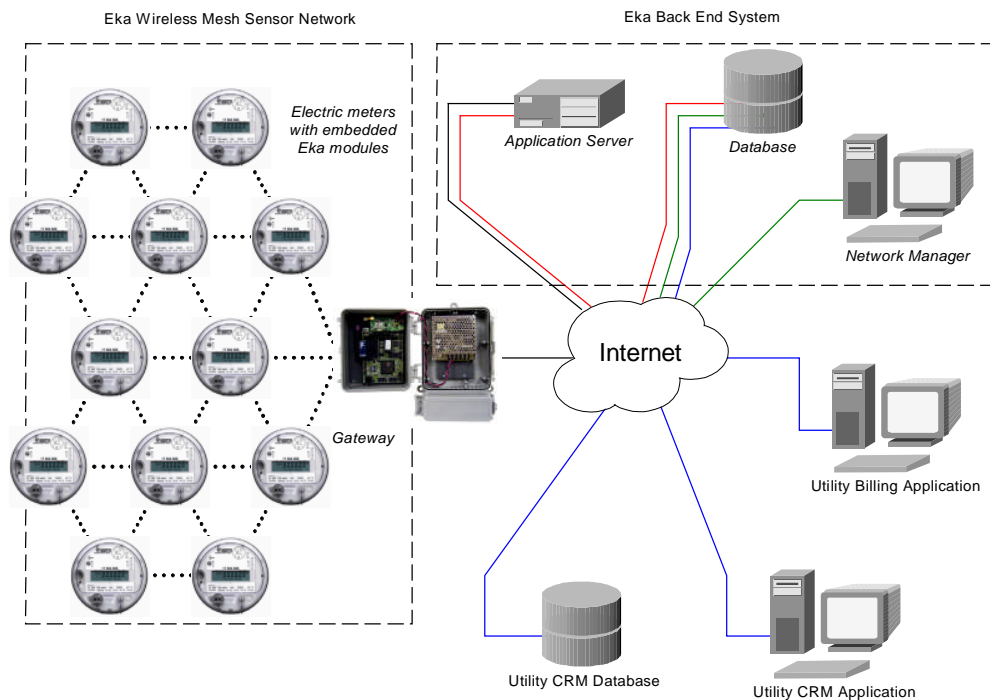 Eka Wireless Mesh Sensor Network
Eka Back End System
Electric meters
with embedded
Eka modules
Application Server
Database
Network Manager
Internet
Gateway
Utility Billing Application
Utility CRM Database
Utility CRM Application